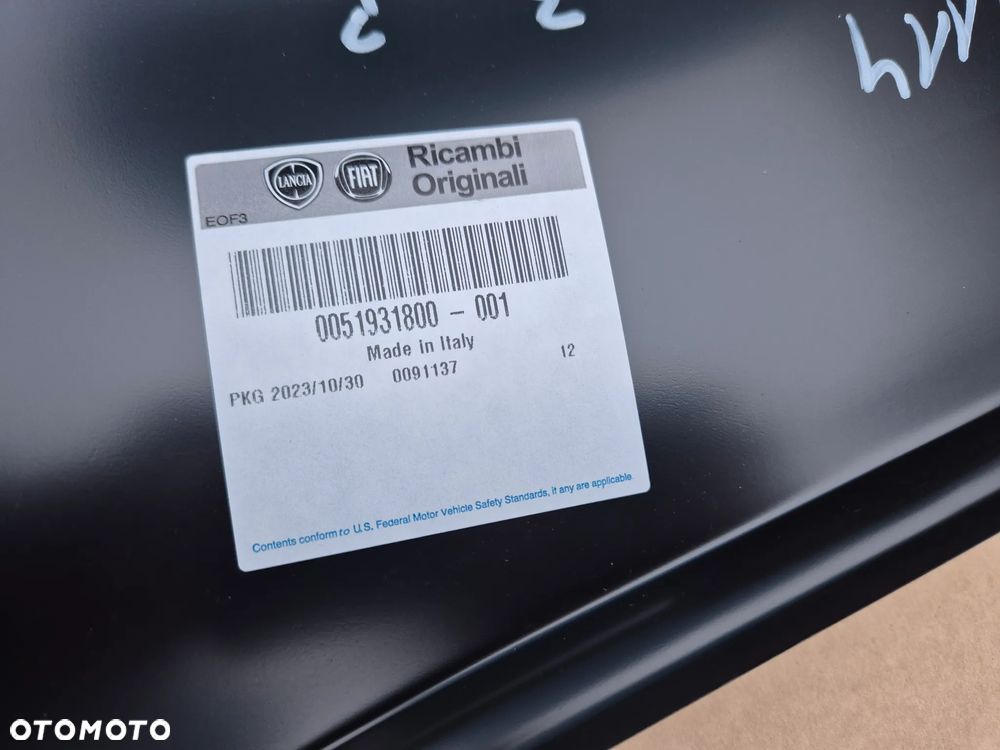 LANCIA
FIAT
Ricambi
Originali
EOF3
0051931800 - 001
Made in Italy
PKG 2023/10/30 0091137 12
Contents conform to U.S. Federal Motor Vehicle Safety Standards, if any are applicable
OTOMOTO